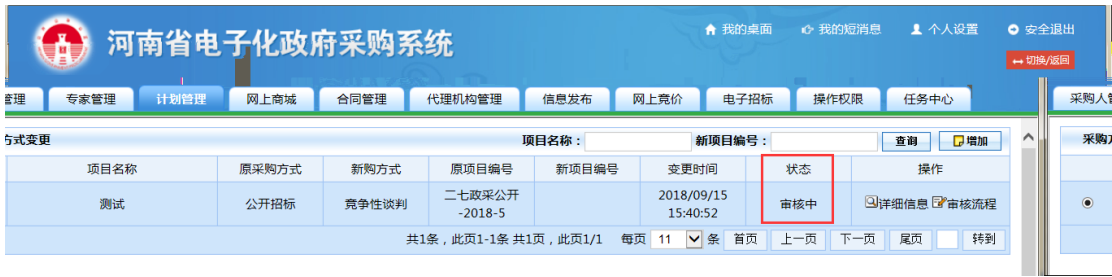 我的桌面 我的短消息 个人设置 安全退出
河南省电子化政府采购系统
切换/返回
管理 专家管理 计划管理 网上商城 合同管理 代理机构管理 信息发布 网上竞价 电子招标 操作权限 任务中心 采购人管
方式变更 项目名称： 新项目编号： 查询 增加 采购方
项目名称 原采购方式 新购方式 原项目编号 新项目编号 变更时间 状态 操作
测试 公开招标 竞争性谈判 二七政采公开-2018-5 2018/09/15 15:40:52 审核中 详细信息 审核流程
共1条，此页1-1条 共1页，此页1/1 每页 11 条 首页 上一页 下一页 尾页 转到